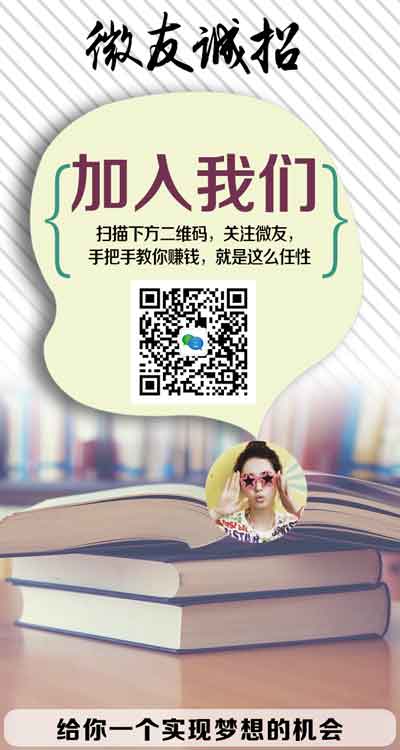 微友诚招
加入我们
扫描下方二维码，关注微友，
手把手教你赚钱，就是这么任性
给你一个实现梦想的机会